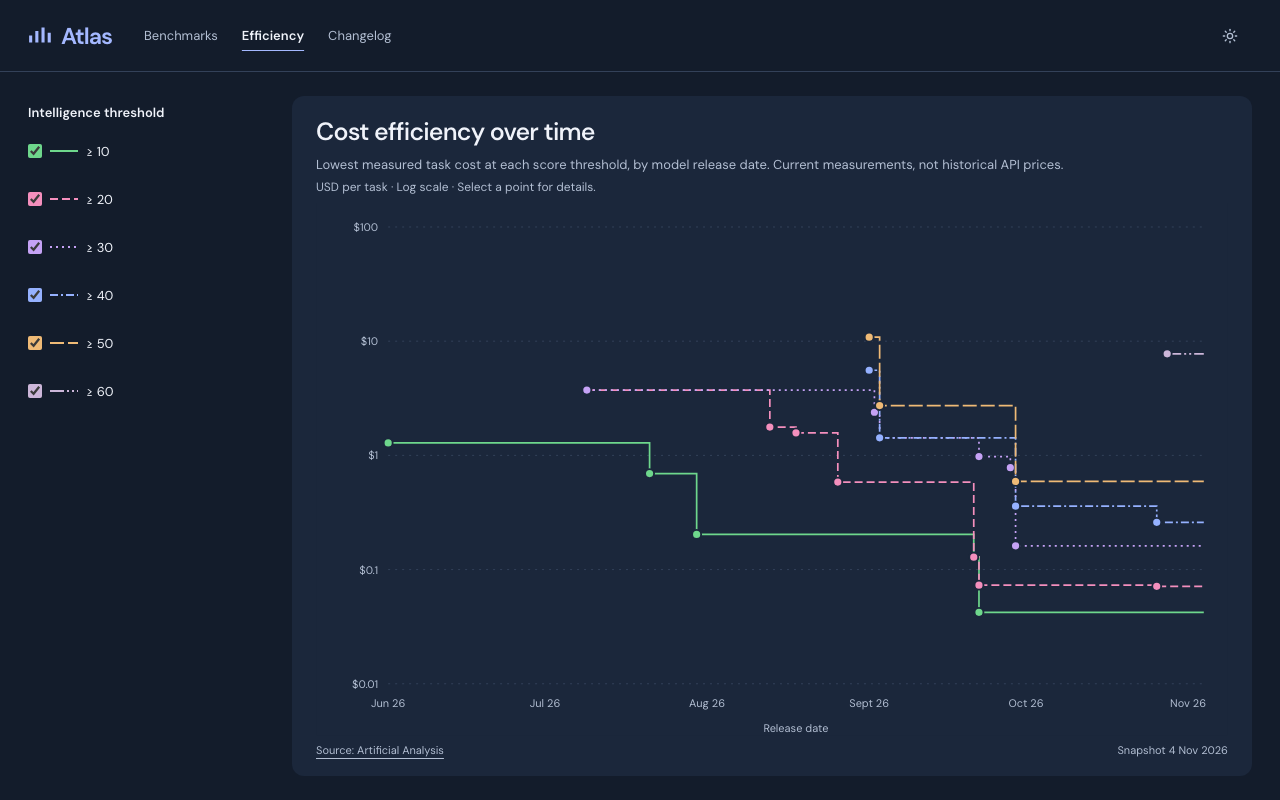 Atlas
Benchmarks
Efficiency
Changelog
Intelligence threshold
≥ 10
≥ 20
≥ 30
≥ 40
≥ 50
≥ 60
Cost efficiency over time
Lowest measured task cost at each score threshold, by model release date. Current measurements, not historical API prices.
USD per task · Log scale · Select a point for details.
$100
$10
$1
$0.1
$0.01
Jun 26
Jul 26
Aug 26
Sept 26
Oct 26
Nov 26
Release date
Source: Artificial Analysis
Snapshot 4 Nov 2026